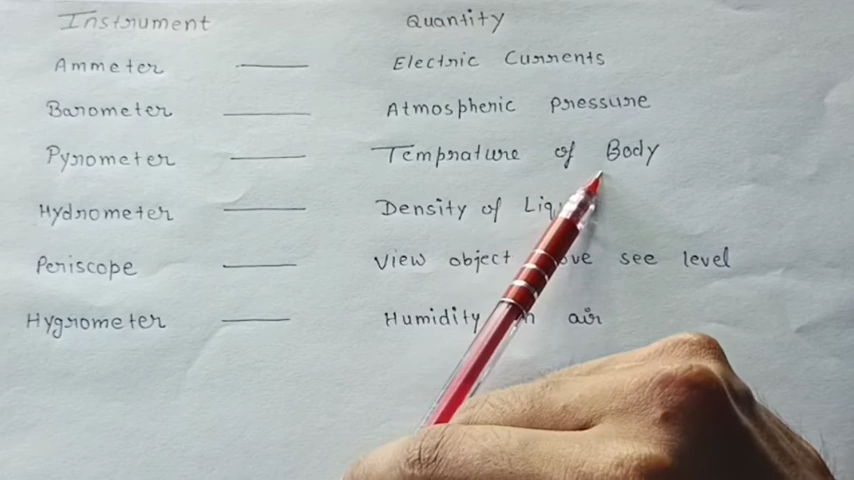 Instrument Quantity
Ammeter Electric Currents
Barometer Atmospheric Pressure
Pyrometer Temprature of Body
Hydrometer Density of
Periscope View object see level
Hygrometer Humidity air